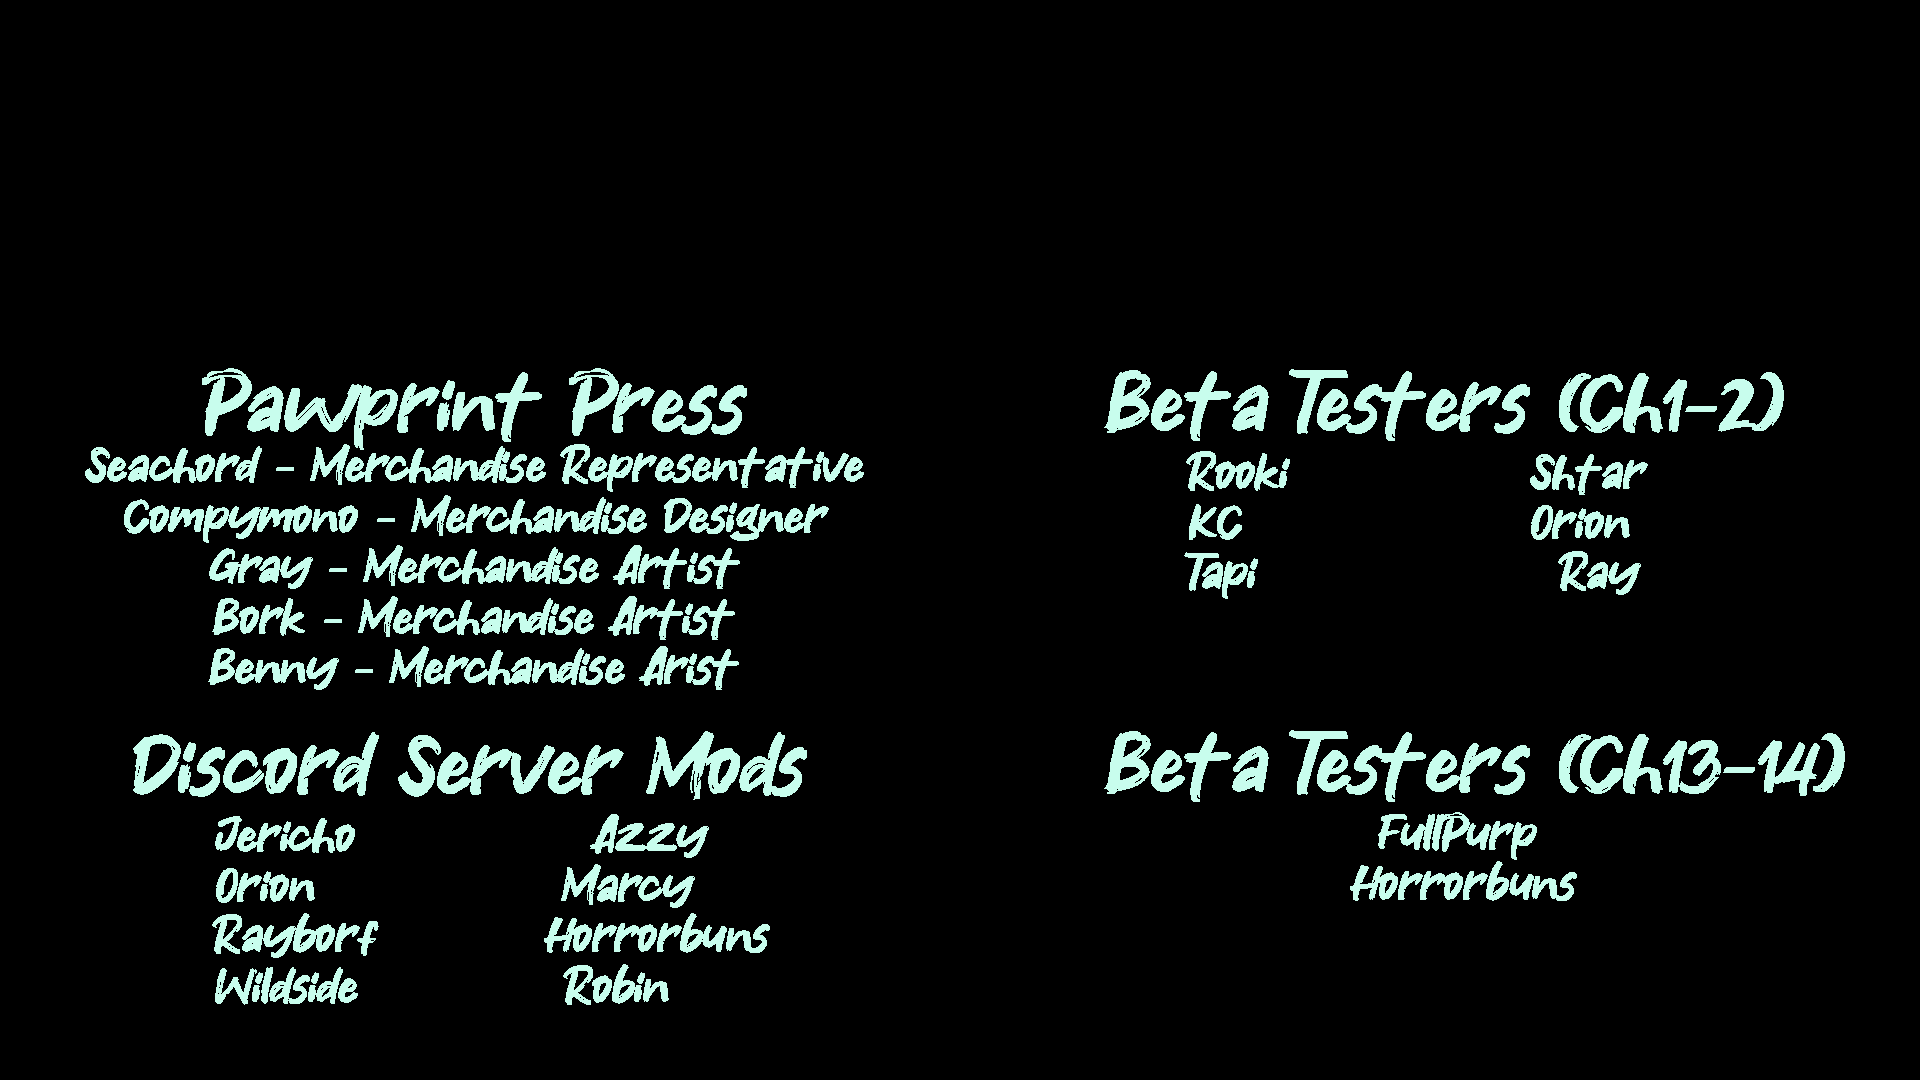 Pawprint Press
Seachord - Merchandise Representative
Compymono - Merchandise Designer
Gray - Merchandise Artist
Bork - Merchandise Artist
Benny - Merchandise Arist
Beta Testers (Ch1-2)
Rooki Shtar
KC Orion
Tapi Ray
Discord Server Mods
Jericho Azzy
Orion Marcy
Rayborf Horrorbuns
Wildside Robin
Beta Testers (Ch13-14)
FullPurp
Horrorbuns